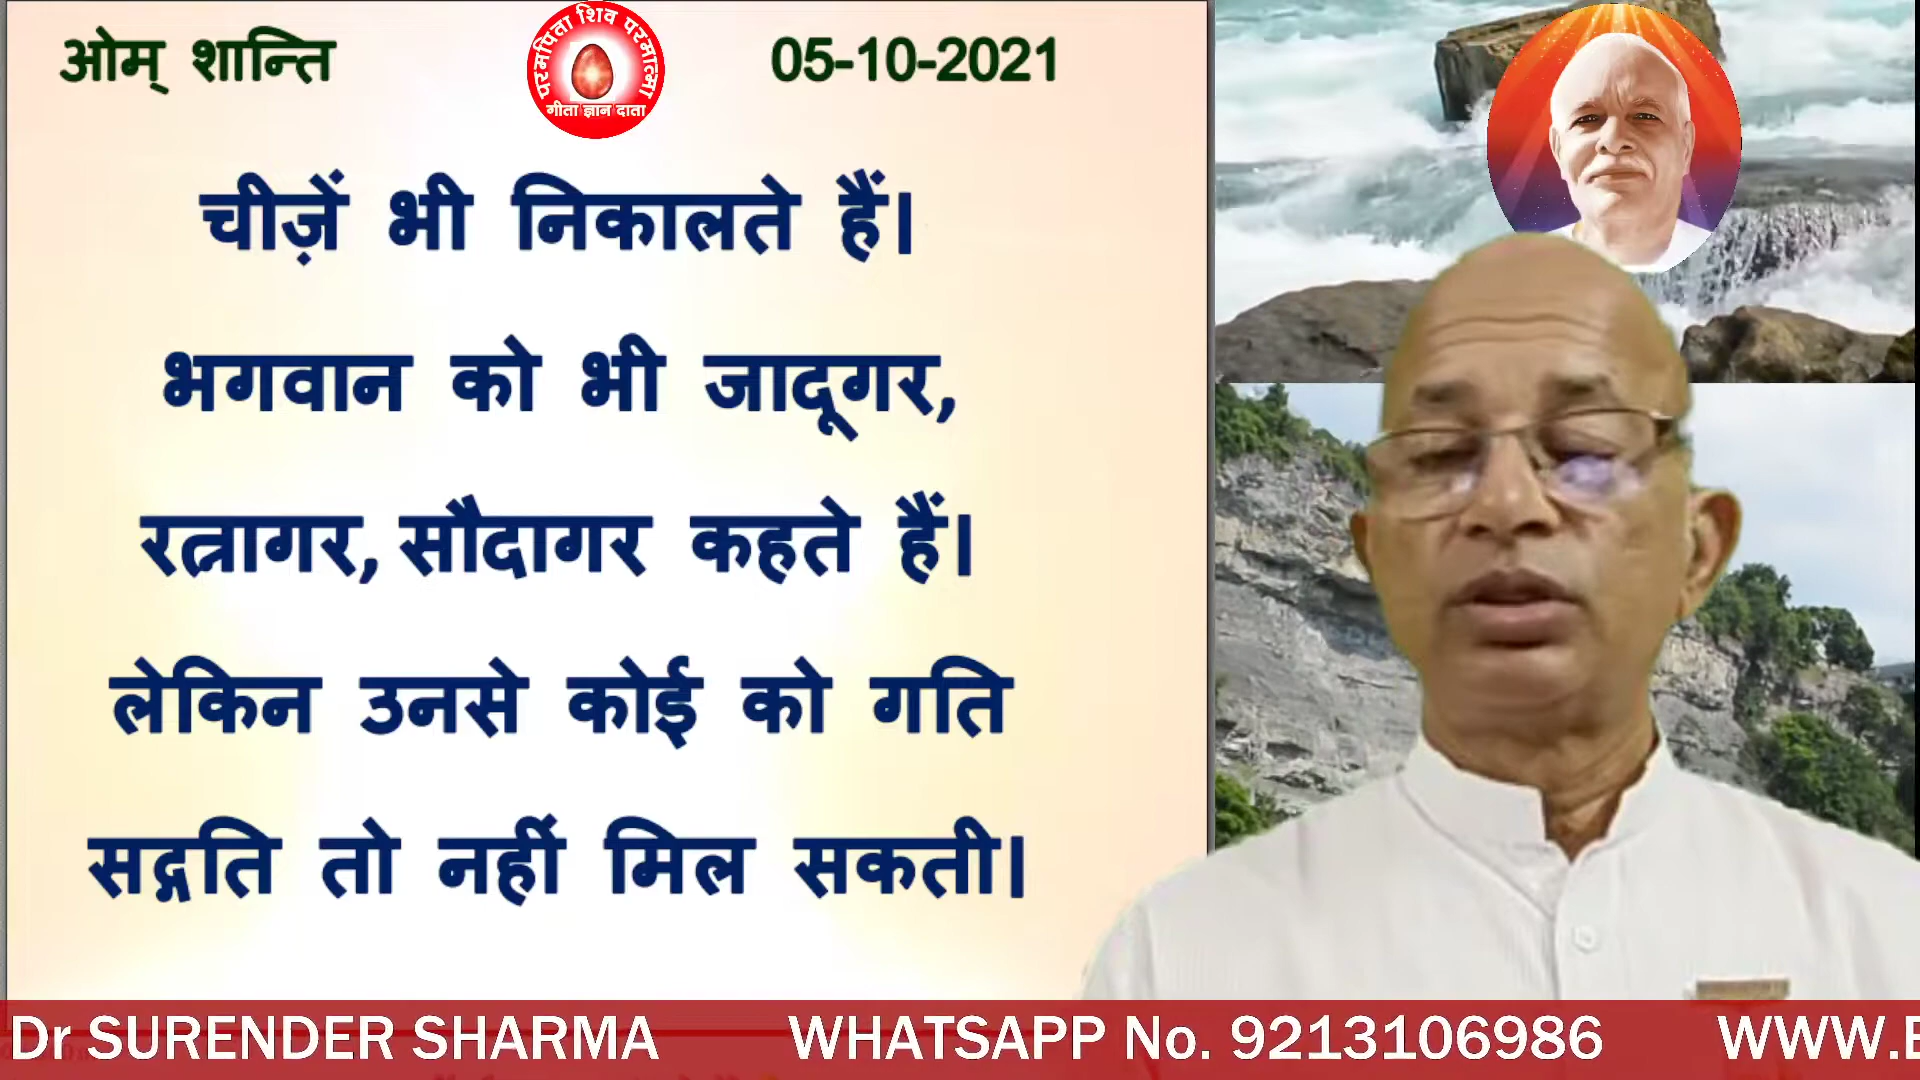 ओम् शान्ति
परमपिता शिव परमात्मा
गीता ज्ञान दाता
05-10-2021
चीज़ें भी निकालते हैं।
भगवान को भी जादूगर,
रत्नागर, सौदागर कहते हैं।
लेकिन उनसे कोई को गति
सद्गति तो नहीं मिल सकती।
Dr SURENDER SHARMA WHATSAPP No. 9213106986 WWW.